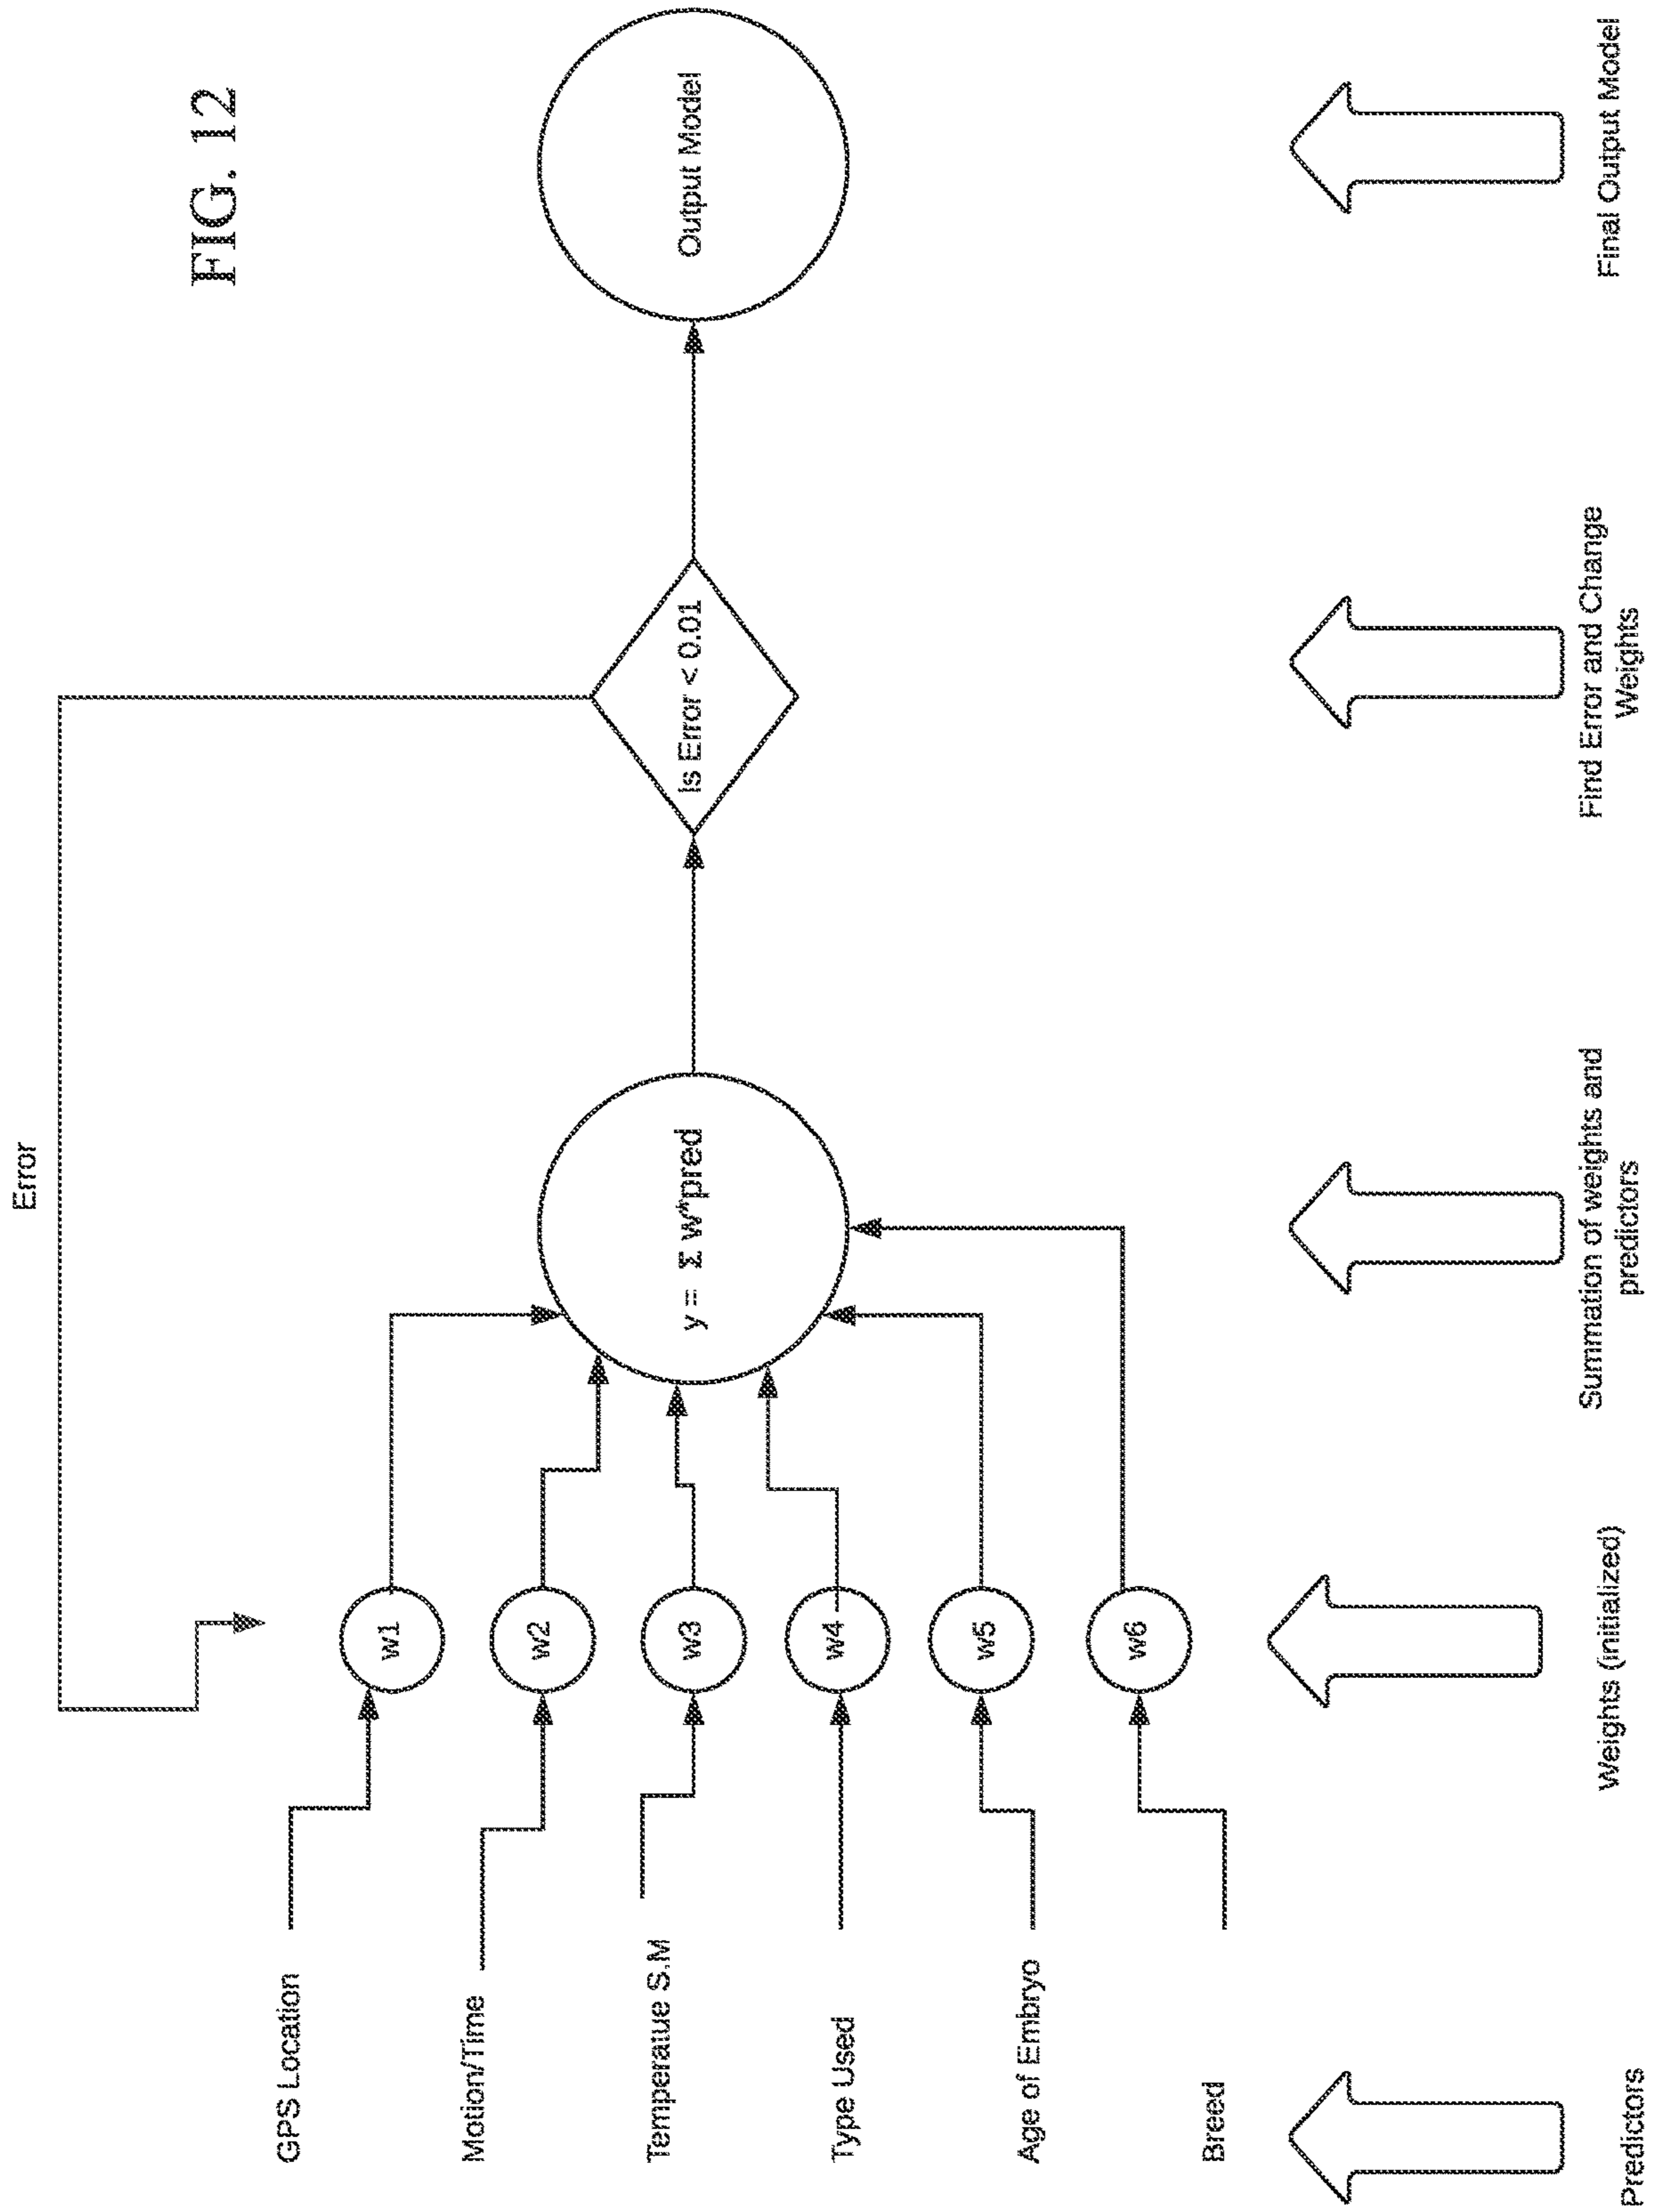 FIG. 12
Error
GPS Location
Motion/Time
Temperatue S.M
Type Used
Age of Embryo
Breed
w1
w2
w3
w4
w5
w6
y = Σ w*pred
Is Error < 0.01
Output Model
Predictors
Weights (initialized)
Summation of weights and
predictors
Find Error and Change
Weights
Final Output Model